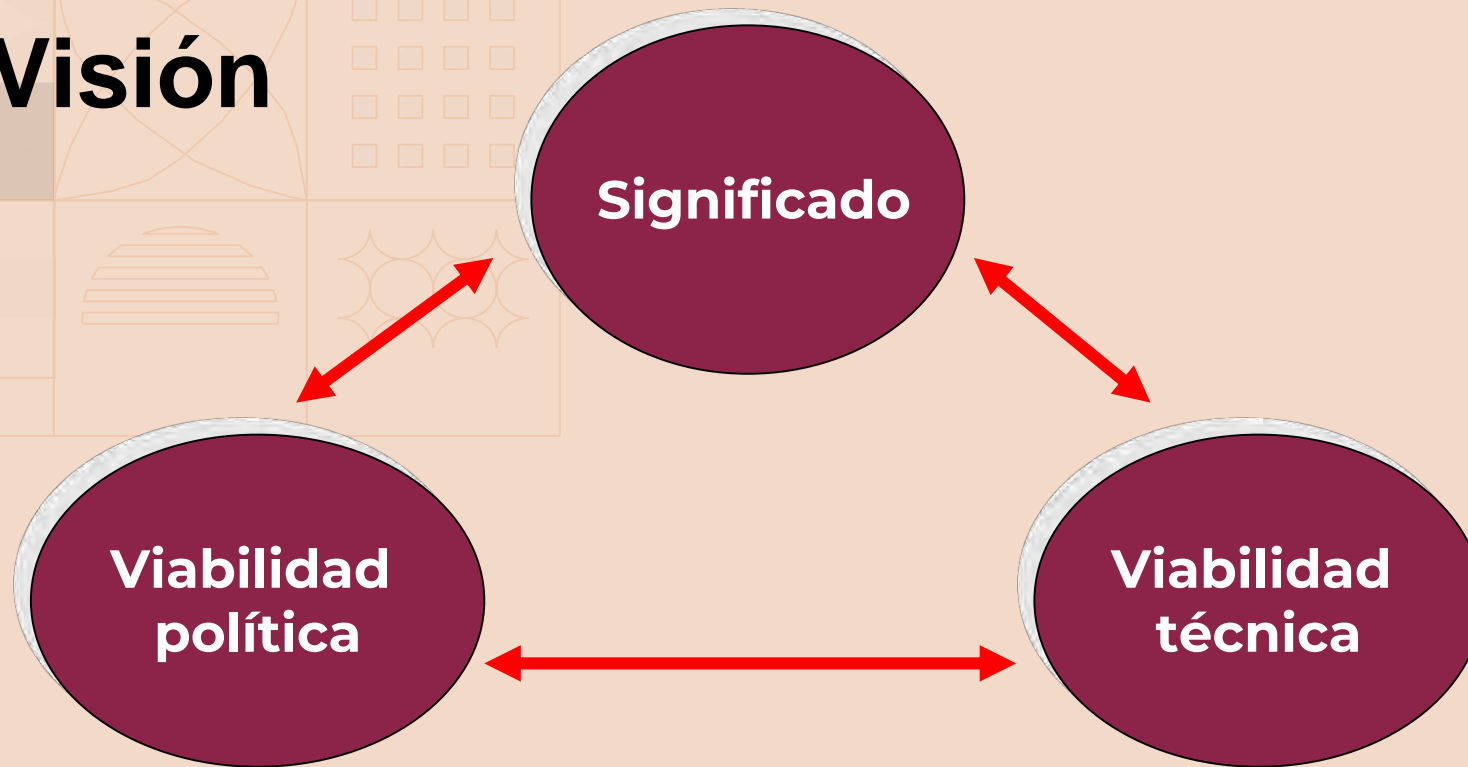 Visión
Significado
Viabilidad
política
Viabilidad
técnica